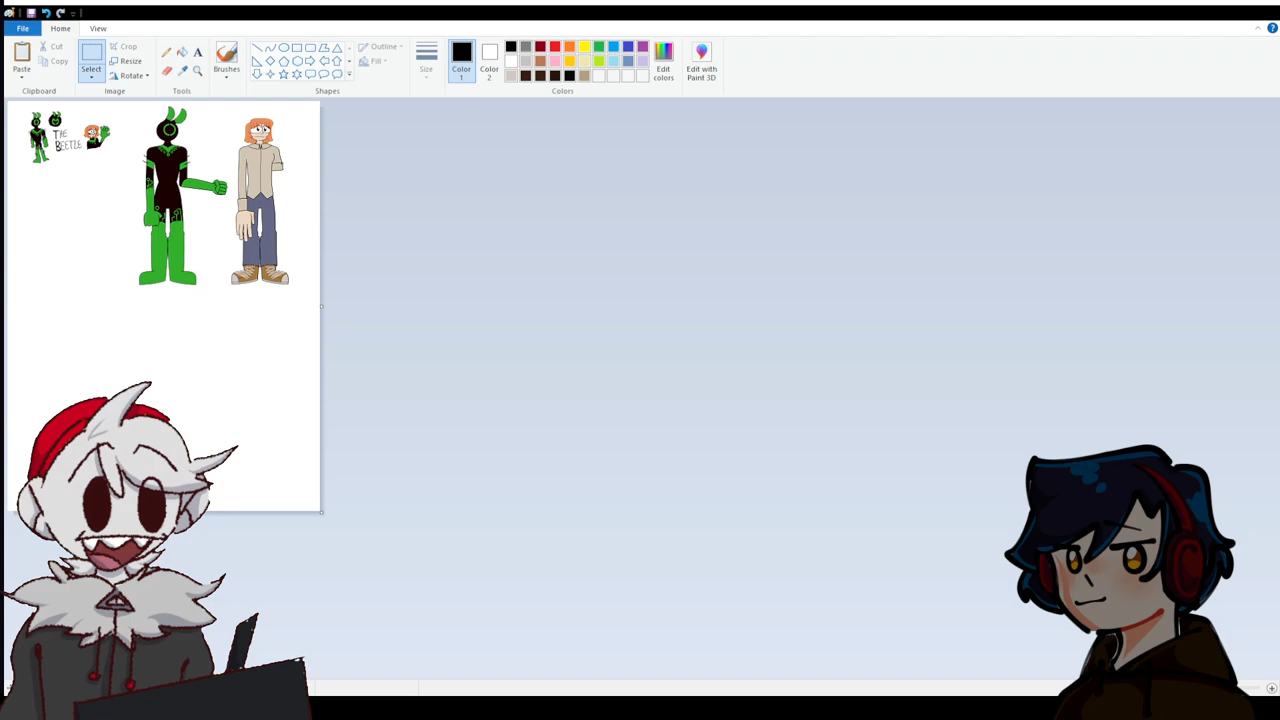 File Home View
Cut
Copy
Paste
Clipboard
Crop
Resize
Rotate
Select
Image
Tools
Brushes
Shapes
Outline
Fill
Size
Color 1
Color 2
Edit colors
Colors
Edit with Paint 3D
A
THE
BEETLE